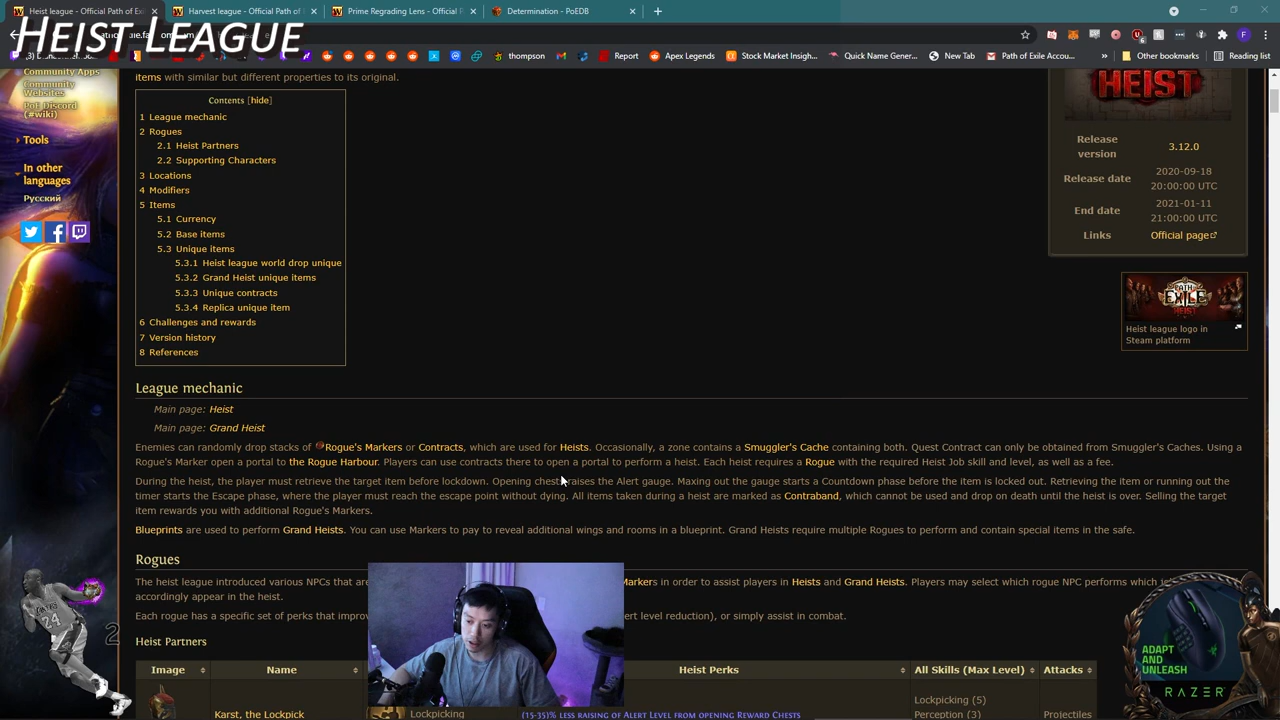 Heist league - Official Path of Ex
Harvest league - Official Path of
Prime Regrading Lens - Official P
Determination - PoEDB
HEIST LEAGUE
thompson
Report
Apex Legends
Stock Market Insigh...
Quick Name Gener...
New Tab
Path of Exile Accou...
Other bookmarks
Reading list
Community Apps
Community
Websites
PoE Discord
(#wiki)
Tools
In other
languages
Русский
items with similar but different properties to its original.
Contents [hide]
1 League mechanic
2 Rogues
2.1 Heist Partners
2.2 Supporting Characters
3 Locations
4 Modifiers
5 Items
5.1 Currency
5.2 Base items
5.3 Unique items
5.3.1 Heist league world drop unique
5.3.2 Grand Heist unique items
5.3.3 Unique contracts
5.3.4 Replica unique item
6 Challenges and rewards
7 Version history
8 References
HEIST
Release version 3.12.0
Release date 2020-09-18 20:00:00 UTC
End date 2021-01-11 21:00:00 UTC
Links Official page
PATH OF EXILE
HEIST
Heist league logo in
Steam platform
League mechanic
Main page: Heist
Main page: Grand Heist
Enemies can randomly drop stacks of Rogue's Markers or Contracts, which are used for Heists. Occasionally, a zone contains a Smuggler's Cache containing both. Quest Contract can only be obtained from Smuggler's Caches. Using a
Rogue's Marker open a portal to the Rogue Harbour. Players can use contracts there to open a portal to perform a heist. Each heist requires a Rogue with the required Heist Job skill and level, as well as a fee.
During the heist, the player must retrieve the target item before lockdown. Opening chests raises the Alert gauge. Maxing out the gauge starts a Countdown phase before the item is locked out. Retrieving the item or running out the
timer starts the Escape phase, where the player must reach the escape point without dying. All items taken during a heist are marked as Contraband, which cannot be used and drop on death until the heist is over. Selling the target
item rewards you with additional Rogue's Markers.
Blueprints are used to perform Grand Heists. You can use Markers to pay to reveal additional wings and rooms in a blueprint. Grand Heists require multiple Rogues to perform and contain special items in the safe.
Rogues
The heist league introduced various NPCs that are Markers in order to assist players in Heists and Grand Heists. Players may select which rogue NPC performs which
accordingly appear in the heist.
Each rogue has a specific set of perks that improv ert level reduction), or simply assist in combat.
Heist Partners
Image Name Heist Perks All Skills (Max Level) Attacks
Karst, the Lockpick Lockpicking (15-35)% LESS RAISING OF ALERT LEVEL FROM OPENING REWARD CHESTS Lockpicking (5)
Perception (3) Projectiles
24
2
ADAPT
AND
UNLEASH
RAZER